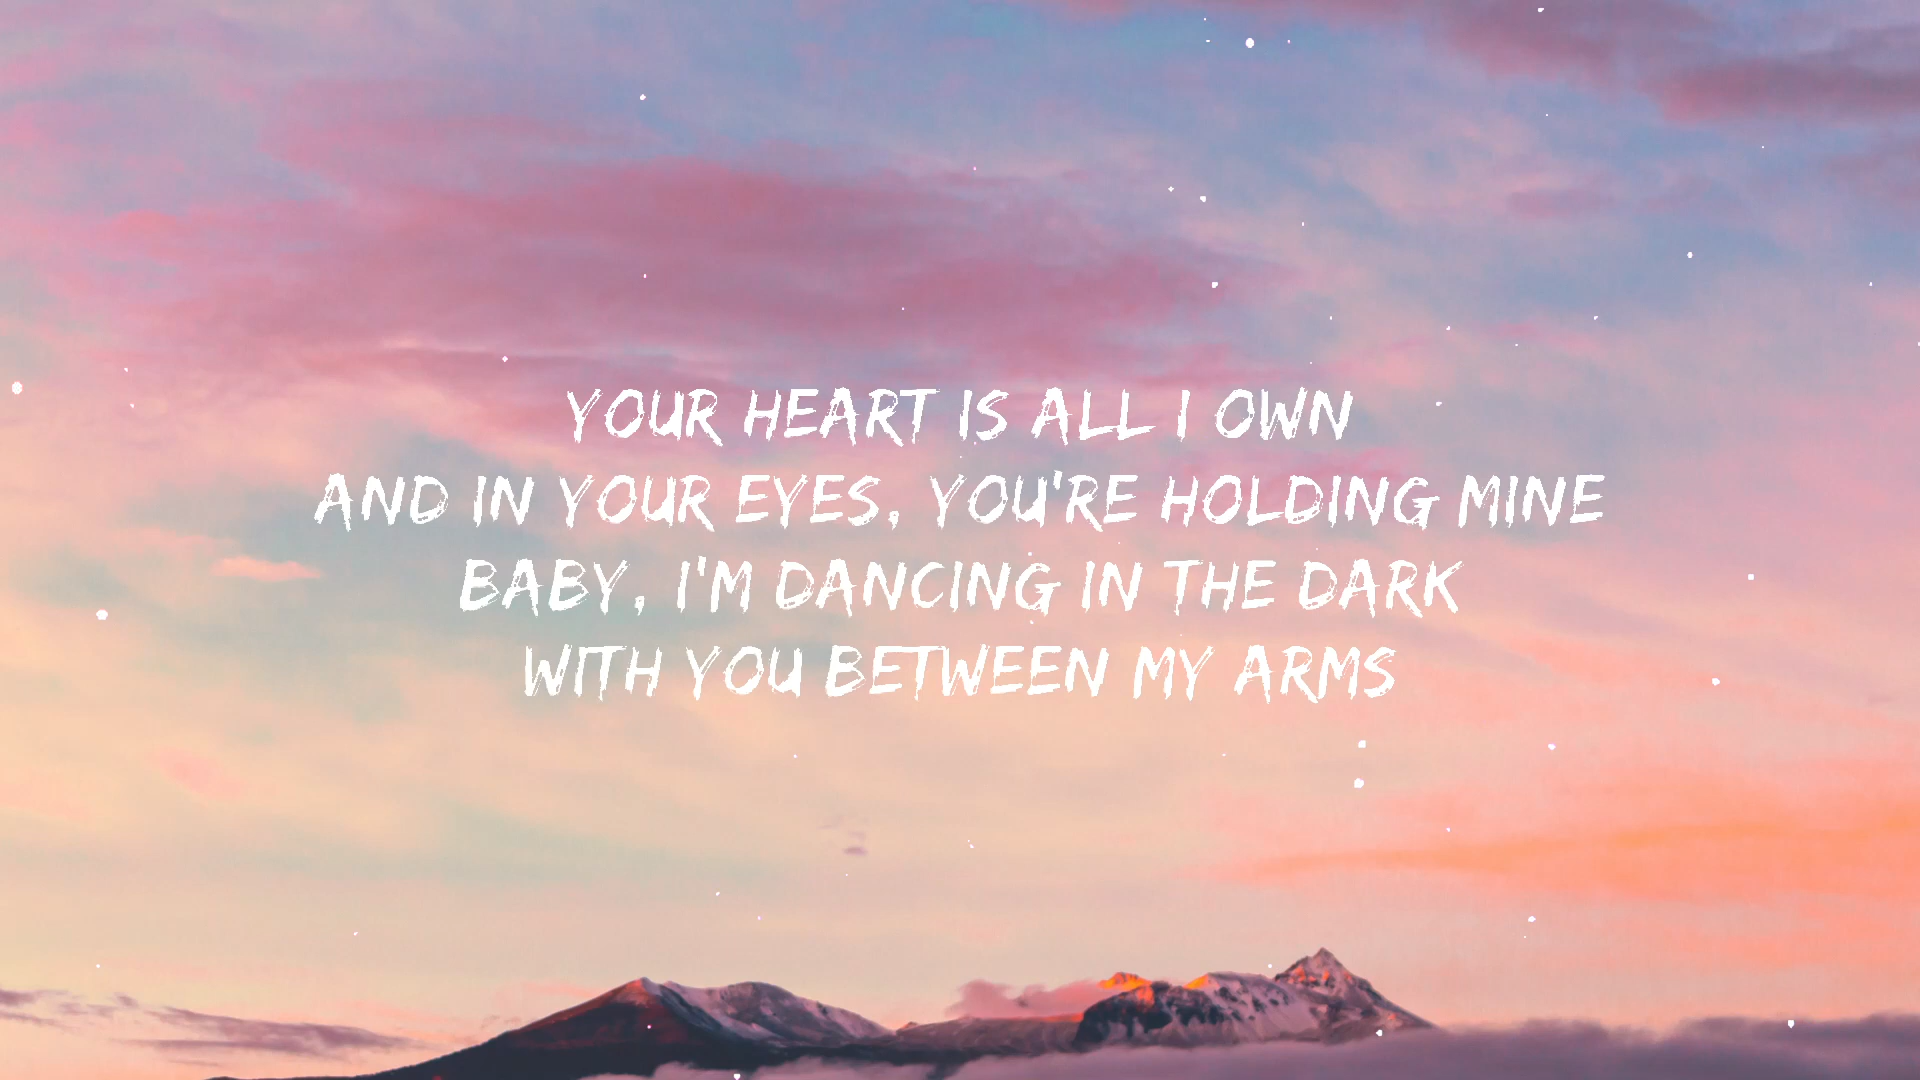 YOUR HEART IS ALL I OWN
AND IN YOUR EYES, YOU'RE HOLDING MINE
BABY, I'M DANCING IN THE DARK
WITH YOU BETWEEN MY ARMS